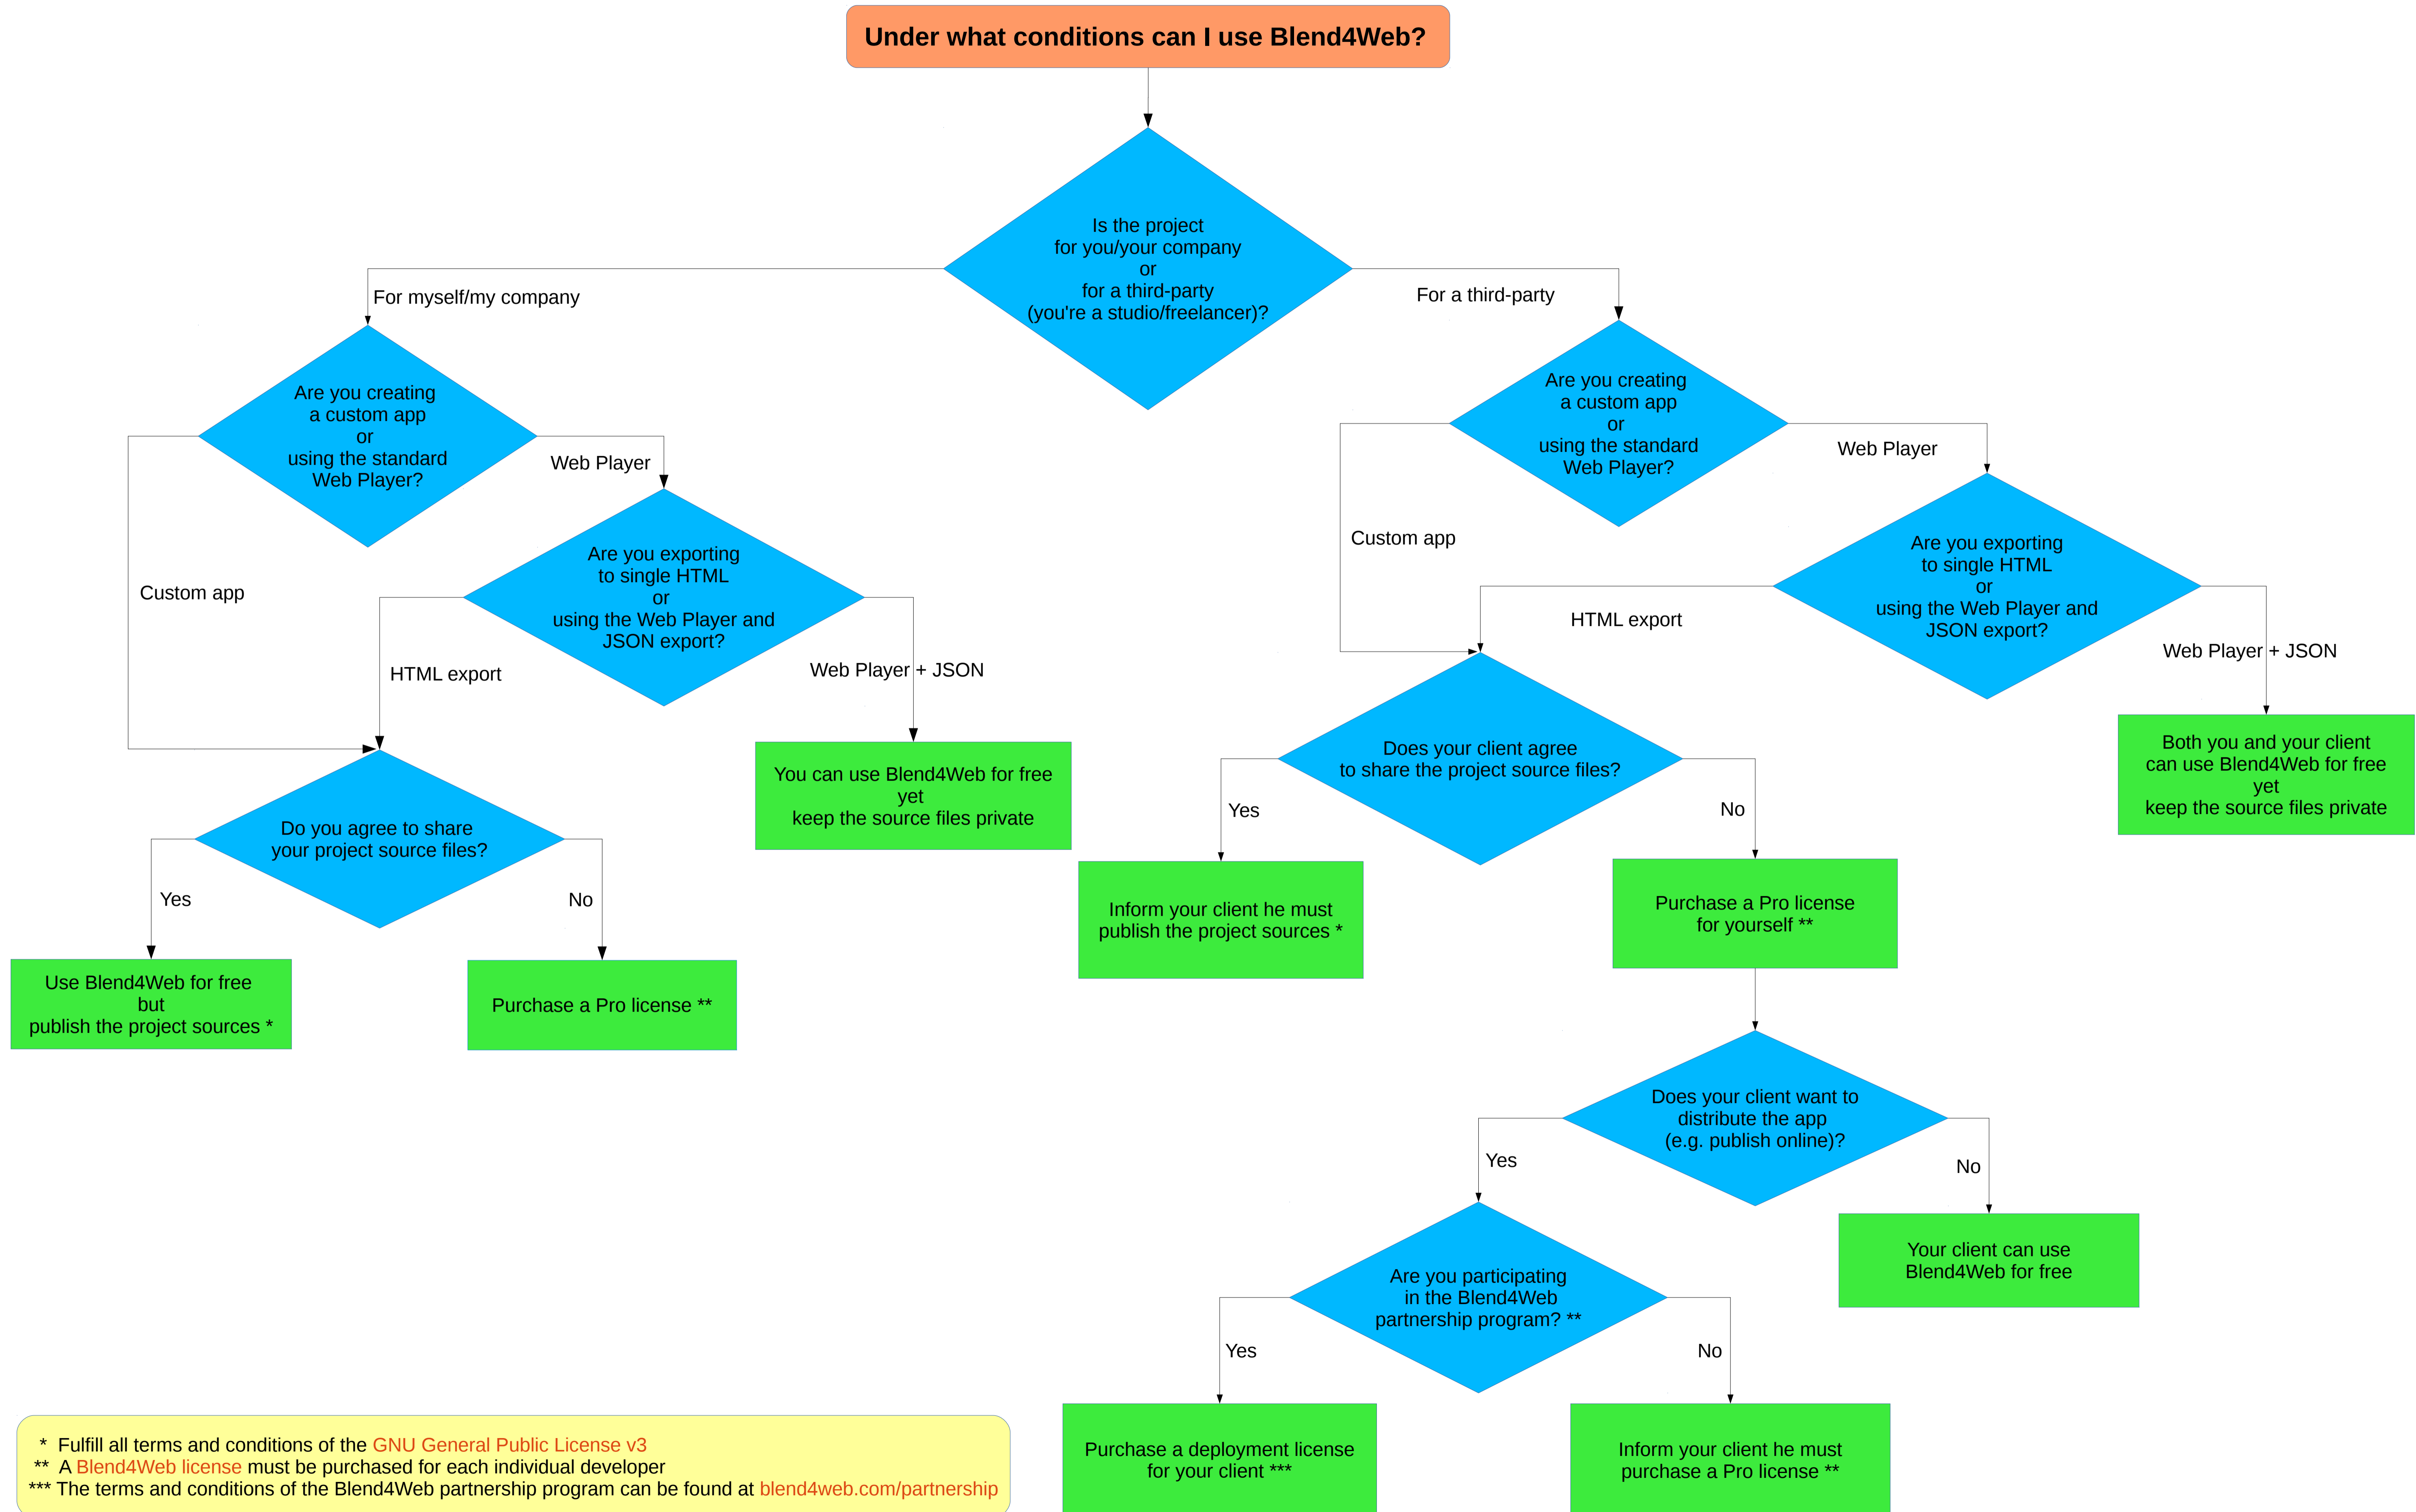 Under what conditions can I use Blend4Web?
Is the project
for you/your company
or
for a third-party
(you're a studio/freelancer)?
For myself/my company
For a third-party
Are you creating
a custom app
or
using the standard
Web Player?
Web Player
Custom app
Are you exporting
to single HTML
or
using the Web Player and
JSON export?
HTML export
Web Player + JSON
You can use Blend4Web for free
yet
keep the source files private
Do you agree to share
your project source files?
Yes
No
Use Blend4Web for free
but
publish the project sources *
Purchase a Pro license **
Are you creating
a custom app
or
using the standard
Web Player?
Web Player
Custom app
Are you exporting
to single HTML
or
using the Web Player and
JSON export?
HTML export
Web Player + JSON
Both you and your client
can use Blend4Web for free
yet
keep the source files private
Does your client agree
to share the project source files?
Yes
No
Inform your client he must
publish the project sources *
Purchase a Pro license
for yourself **
Does your client want to
distribute the app
(e.g. publish online)?
Yes
No
Your client can use
Blend4Web for free
Are you participating
in the Blend4Web
partnership program? **
Yes
No
Purchase a deployment license
for your client ***
Inform your client he must
purchase a Pro license **
* Fulfill all terms and conditions of the GNU General Public License v3
** A Blend4Web license must be purchased for each individual developer
*** The terms and conditions of the Blend4Web partnership program can be found at blend4web.com/partnership